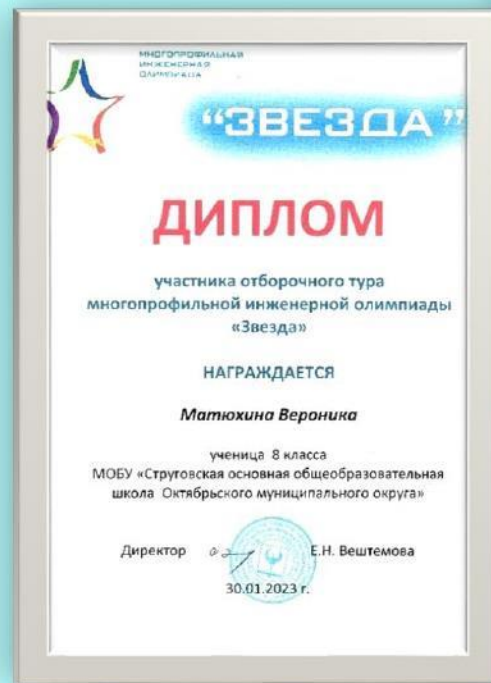 МНОГОПРОФИЛЬНАЯ
ИНЖЕНЕРНАЯ
ОЛИМПИАДА
"ЗВЕЗДА"
ДИПЛОМ
участника отборочного тура
многопрофильной инженерной олимпиады
«Звезда»
НАГРАЖДАЕТСЯ
Матюхина Вероника
ученица 8 класса
МОБУ «Струговская основная общеобразовательная
школа Октябрьского муниципального округа»
Директор Е.Н. Вештемова
30.01.2023 г.